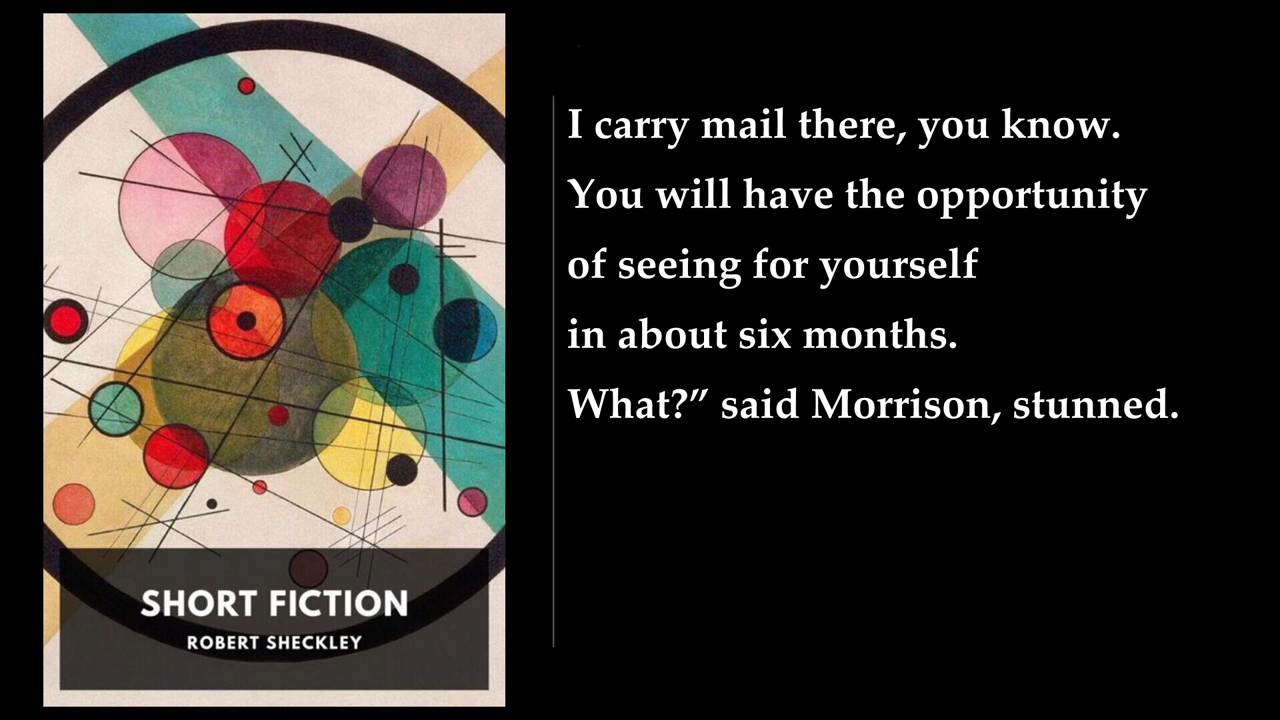 SHORT FICTION
ROBERT SHECKLEY
I carry mail there, you know.
You will have the opportunity
of seeing for yourself
in about six months.
What?” said Morrison, stunned.